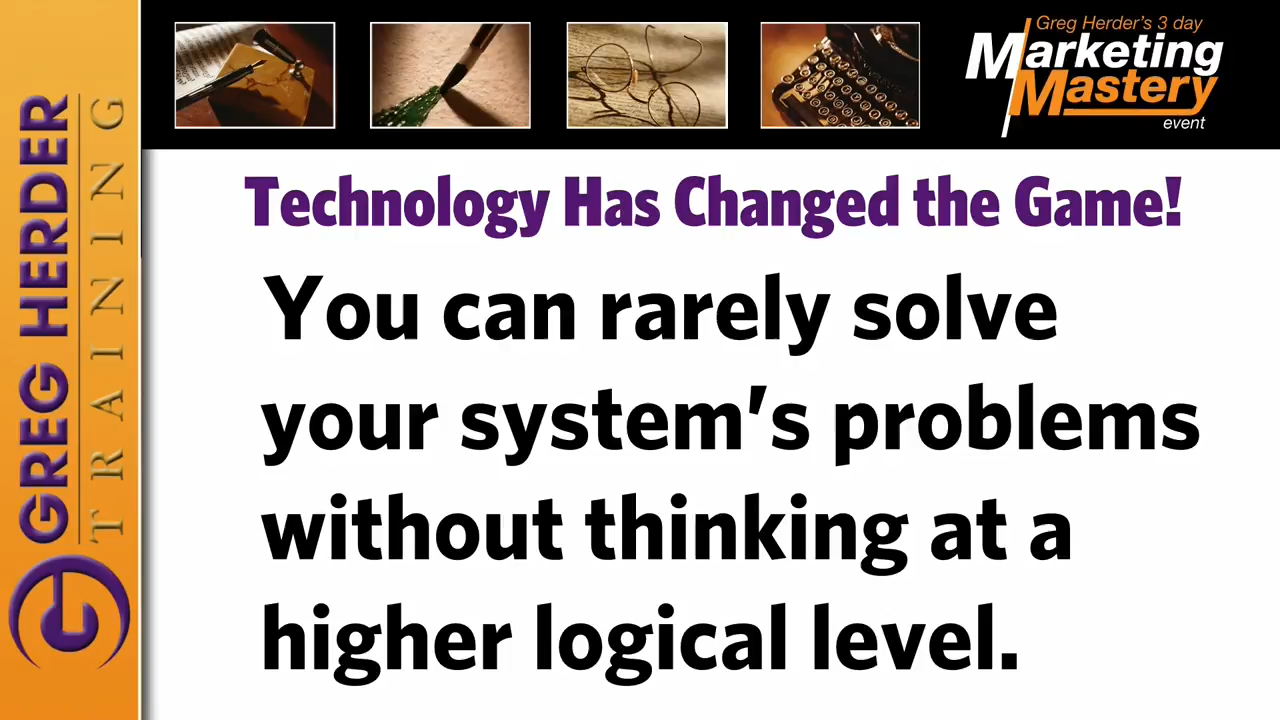 Greg Herder's 3 day
Marketing
Mastery
event
GREG HERDER
TRAINING
Technology Has Changed the Game!
You can rarely solve
your system's problems
without thinking at a
higher logical level.